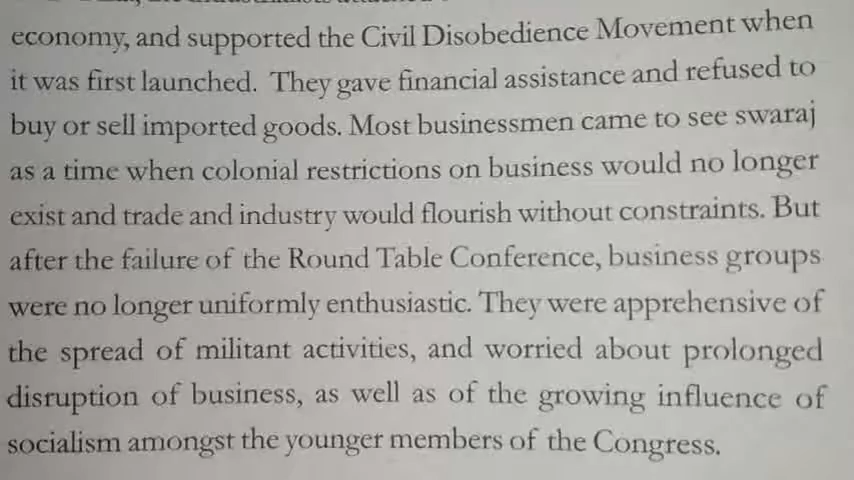 economy, and supported the Civil Disobedience Movement when
it was first launched. They gave financial assistance and refused to
buy or sell imported goods. Most businessmen came to see swaraj
as a time when colonial restrictions on business would no longer
exist and trade and industry would flourish without constraints. But
after the failure of the Round Table Conference, business groups
were no longer uniformly enthusiastic. They were apprehensive of
the spread of militant activities, and worried about prolonged
disruption of business, as well as of the growing influence of
socialism amongst the younger members of the Congress.